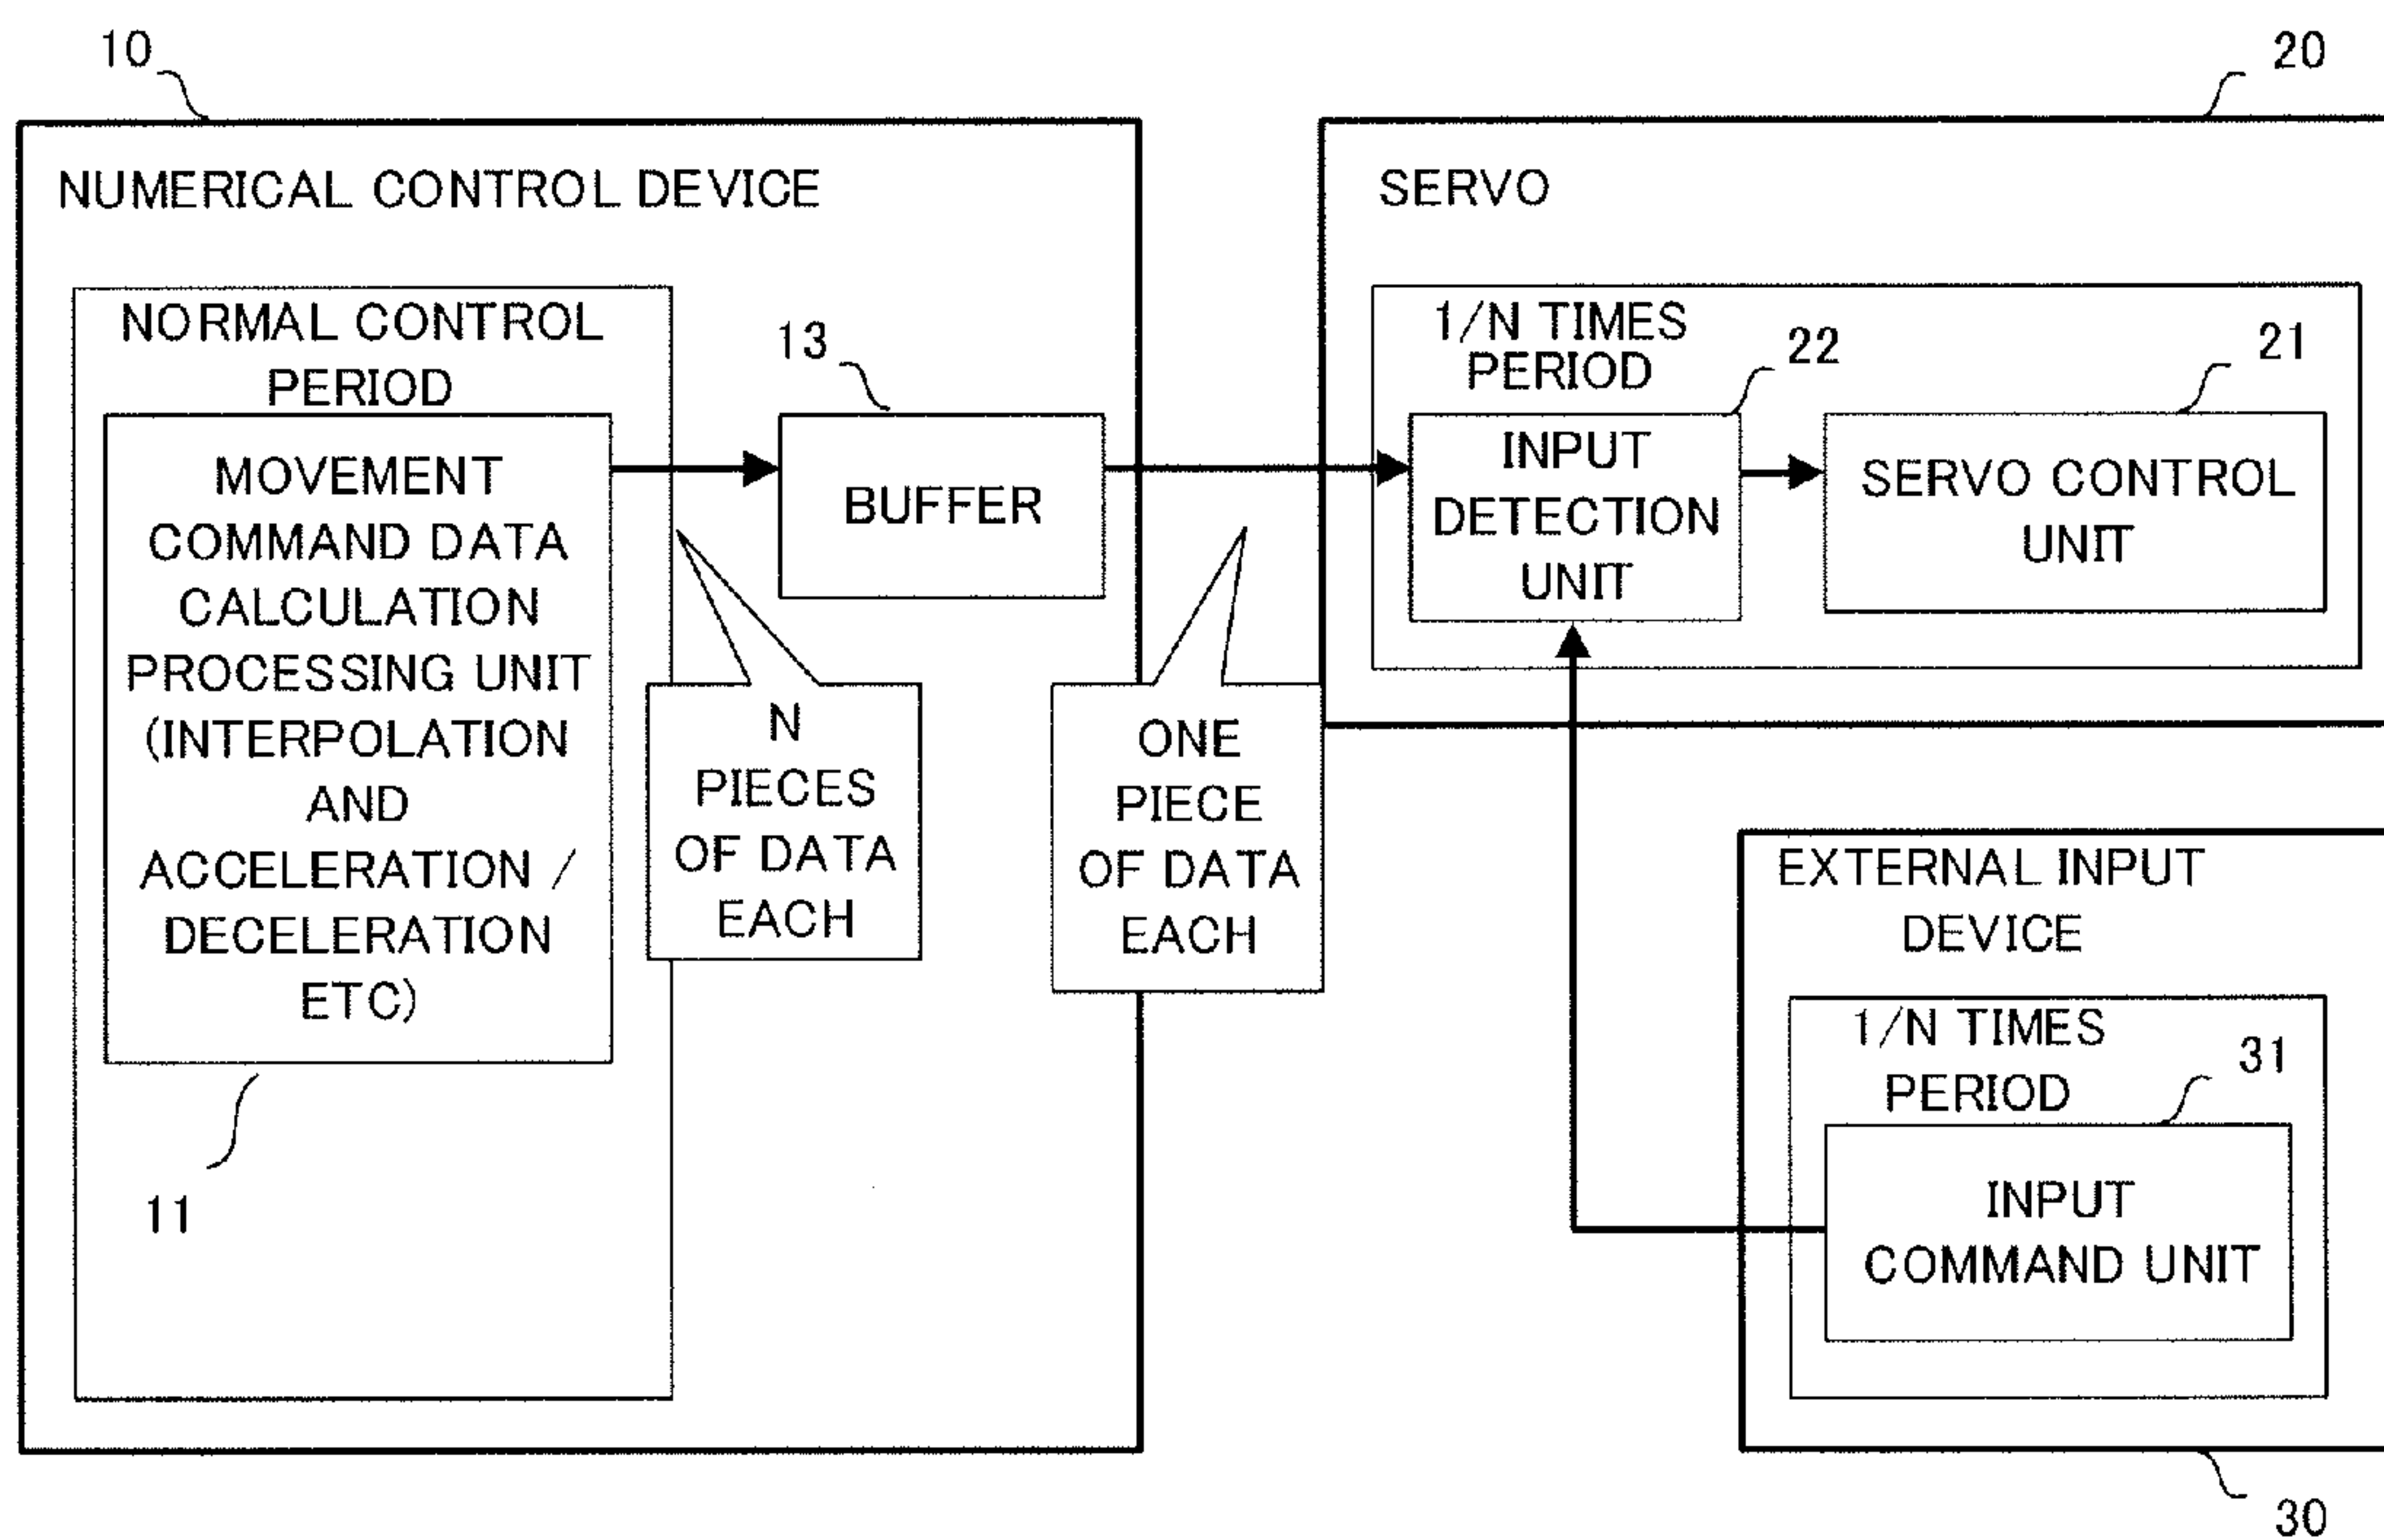 10
20
NUMERICAL CONTROL DEVICE
SERVO
NORMAL CONTROL
PERIOD
13
1/N TIMES
PERIOD
22
21
MOVEMENT
COMMAND DATA
CALCULATION
PROCESSING UNIT
(INTERPOLATION
AND
ACCELERATION /
DECELERATION
ETC)
BUFFER
INPUT
DETECTION
UNIT
SERVO CONTROL
UNIT
N
PIECES
OF DATA
EACH
ONE
PIECE
OF DATA
EACH
EXTERNAL INPUT
DEVICE
1/N TIMES
PERIOD
31
11
INPUT
COMMAND UNIT
30